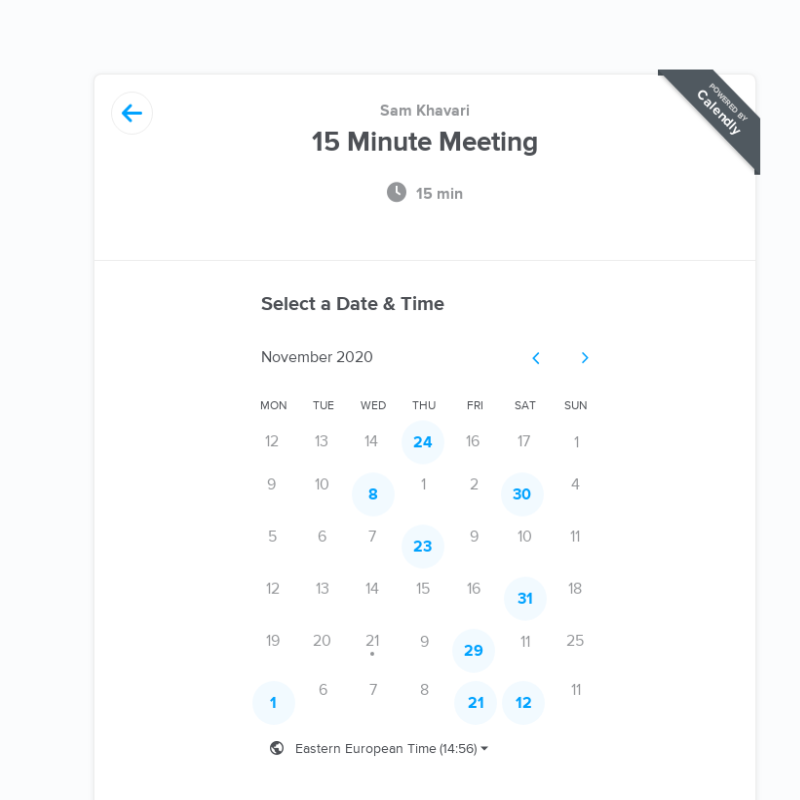 POWERED BY
Calendly
Sam Khavari
15 Minute Meeting
15 min
Select a Date & Time
November 2020
MON TUE WED THU FRI SAT SUN
12 13 14 24 16 17 1
9 10 8 1 2 30 4
5 6 7 23 9 10 11
12 13 14 15 16 31 18
19 20 21 9 29 11 25
1 6 7 8 21 12 11
Eastern European Time (14:56)